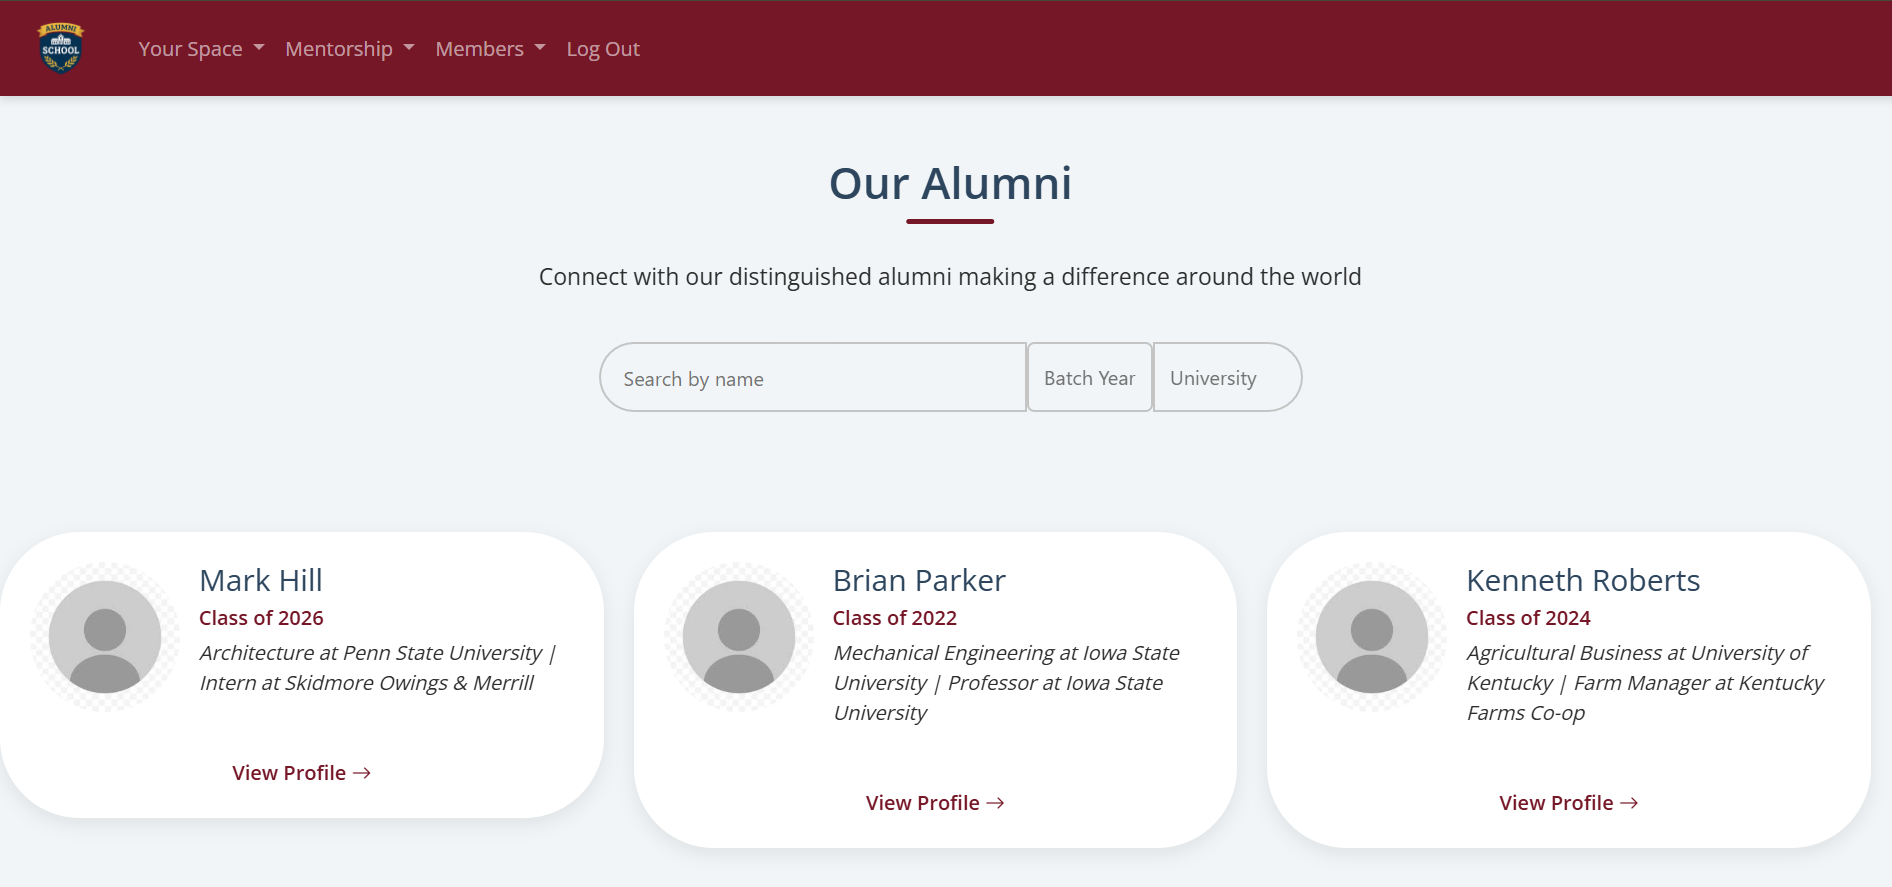 ALUMNI
SCHOOL
Your Space
Mentorship
Members
Log Out
Our Alumni
Connect with our distinguished alumni making a difference around the world
Search by name
Batch Year
University
Mark Hill
Class of 2026
Architecture at Penn State University |
Intern at Skidmore Owings & Merrill
View Profile →
Brian Parker
Class of 2022
Mechanical Engineering at Iowa State
University | Professor at Iowa State
University
View Profile →
Kenneth Roberts
Class of 2024
Agricultural Business at University of
Kentucky | Farm Manager at Kentucky
Farms Co-op
View Profile →